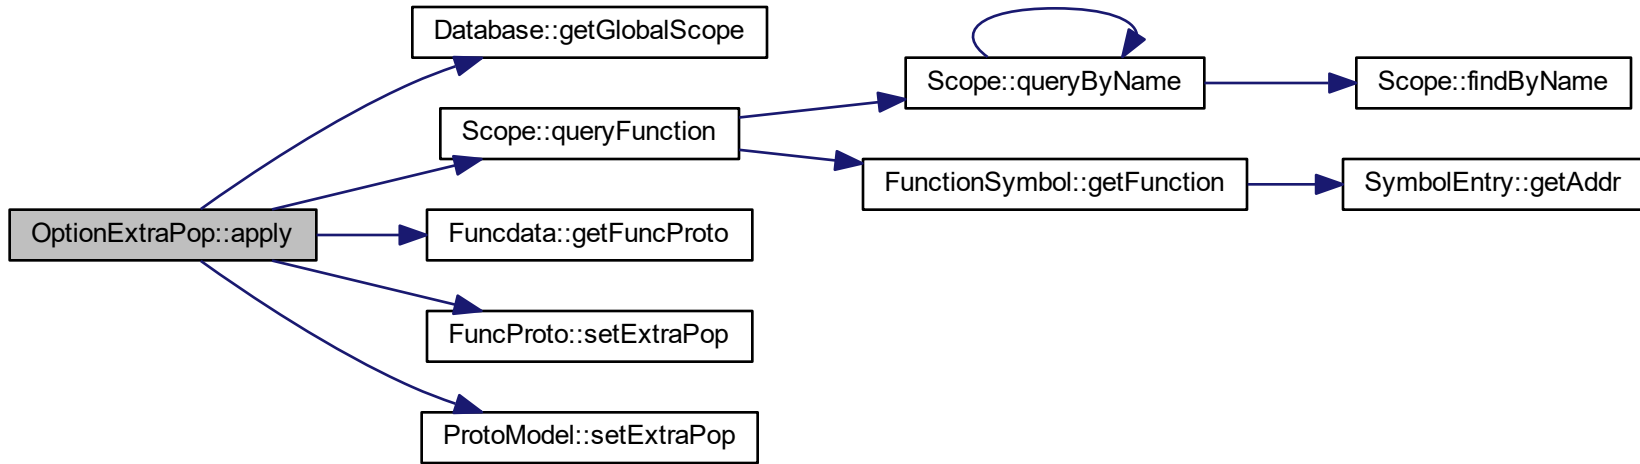 Database::getGlobalScope
Scope::queryByName
Scope::findByName
Scope::queryFunction
FunctionSymbol::getFunction
SymbolEntry::getAddr
OptionExtraPop::apply
Funcdata::getFuncProto
FuncProto::setExtraPop
ProtoModel::setExtraPop